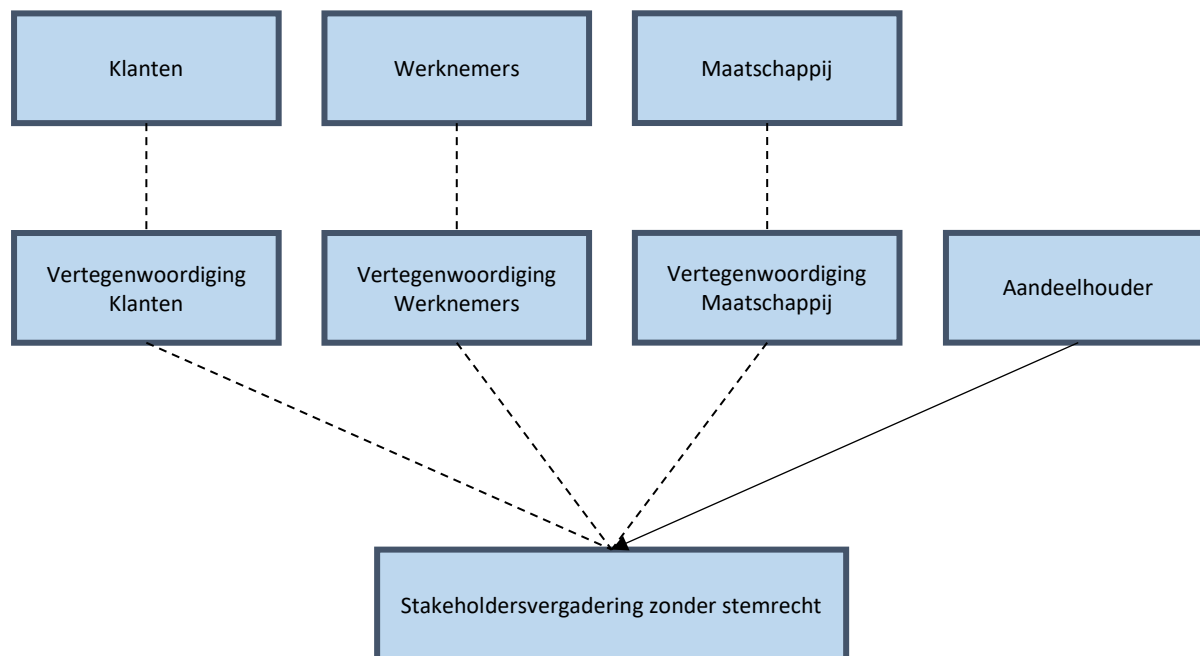 Klanten
Werknemers
Maatschappij
Vertegenwoordiging
Klanten
Vertegenwoordiging
Werknemers
Vertegenwoordiging
Maatschappij
Aandeelhouder
Stakeholdersvergadering zonder stemrecht